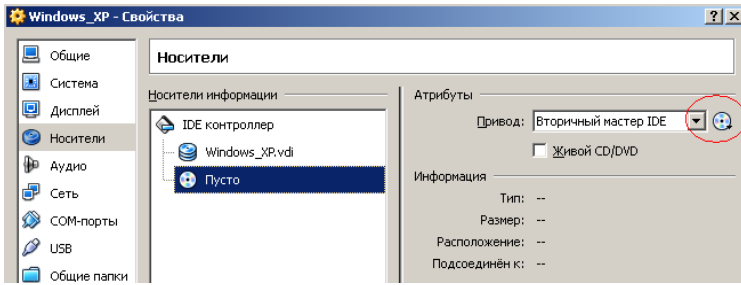 Windows_XP - Свойства
Общие
Система
Дисплей
Носители
Аудио
Сеть
COM-порты
USB
Общие папки
Носители
Носители информации
IDE контроллер
Windows_XP.vdi
Пусто
Атрибуты
Привод: Вторичный мастер IDE
Живой CD/DVD
Информация
Тип: --
Размер: --
Расположение: --
Подсоединён к: --